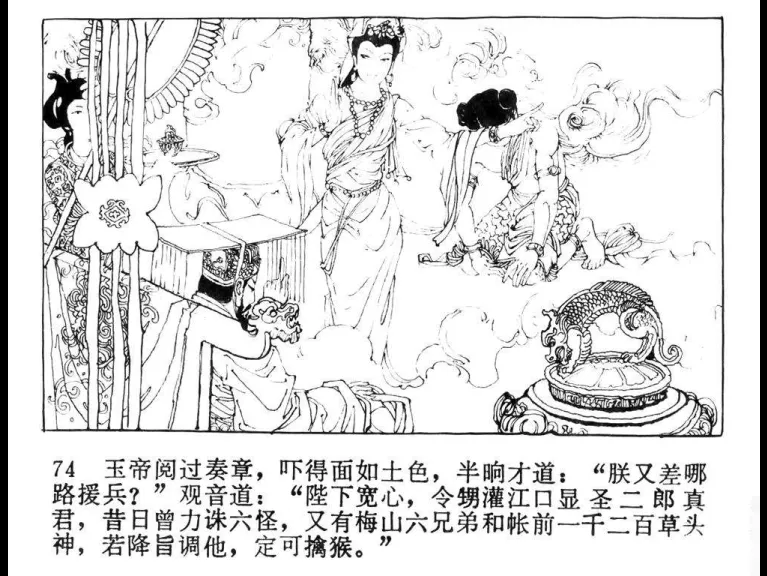 74 玉帝阅过奏章，吓得面如土色，半晌才道：“朕又差哪
路援兵？”观音道：“陛下宽心，令甥灌江口显圣二郎真
君，昔日曾力诛六怪，又有梅山六兄弟和帐前一千二百草头
神，若降旨调他，定可擒猴。”